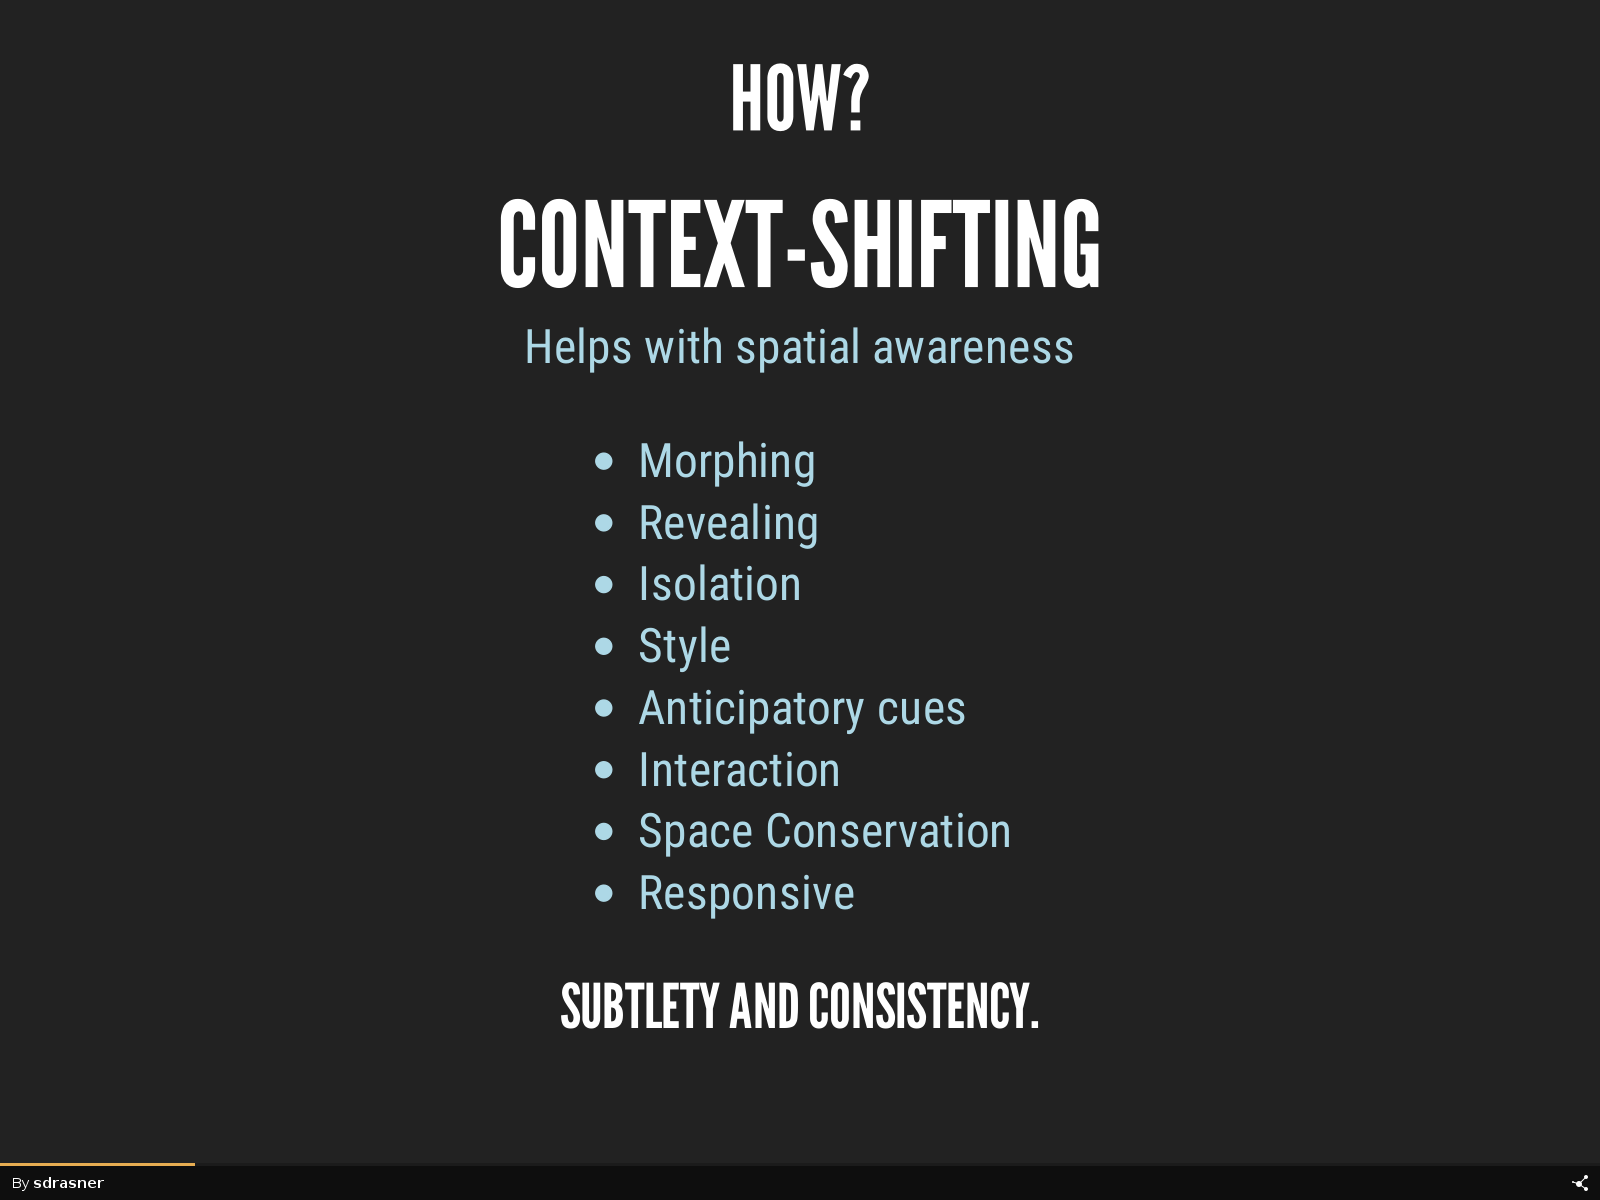 HOW?
CONTEXT-SHIFTING
Helps with spatial awareness
• Morphing
• Revealing
• Isolation
• Style
• Anticipatory cues
• Interaction
• Space Conservation
• Responsive
SUBTLETY AND CONSISTENCY.
By sdrasner